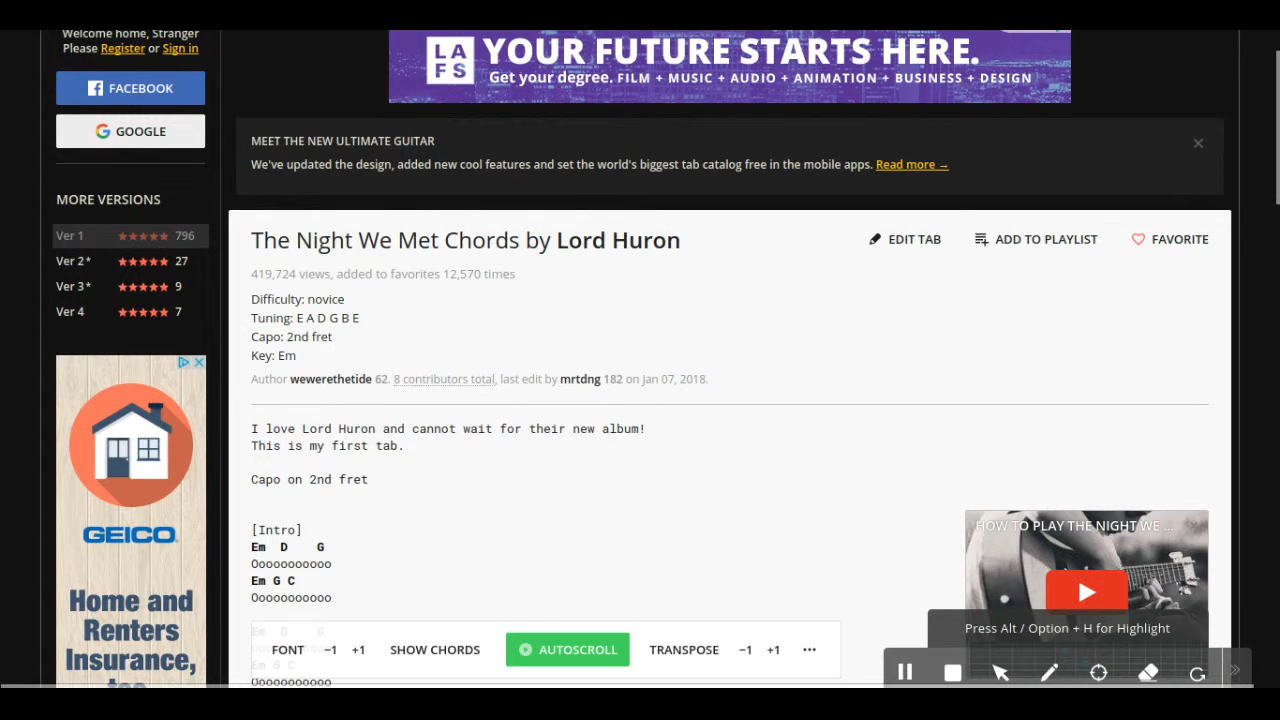 Welcome home, Stranger
Please Register or Sign in
FACEBOOK
GOOGLE
MORE VERSIONS
Ver 1 796
Ver 2* 27
Ver 3* 9
Ver 4 7
GEICO
Home and
Renters
Insurance,
too.
LA
FS
YOUR FUTURE STARTS HERE.
Get your degree. FILM + MUSIC + AUDIO + ANIMATION + BUSINESS + DESIGN
MEET THE NEW ULTIMATE GUITAR
We've updated the design, added new cool features and set the world's biggest tab catalog free in the mobile apps. Read more →
The Night We Met Chords by Lord Huron
EDIT TAB
ADD TO PLAYLIST
FAVORITE
419,724 views, added to favorites 12,570 times
Difficulty: novice
Tuning: E A D G B E
Capo: 2nd fret
Key: Em
Author wewerethetide 62. 8 contributors total, last edit by mrtdng 182 on Jan 07, 2018.
I love Lord Huron and cannot wait for their new album!
This is my first tab.
Capo on 2nd fret
[Intro]
Em D G
Ooooooooooo
Em G C
Ooooooooooo
Em D G
Em G C
Ooooooooooo
FONT −1 +1 SHOW CHORDS AUTOSCROLL TRANSPOSE −1 +1 •••
HOW TO PLAY THE NIGHT WE ...
Press Alt / Option + H for Highlight